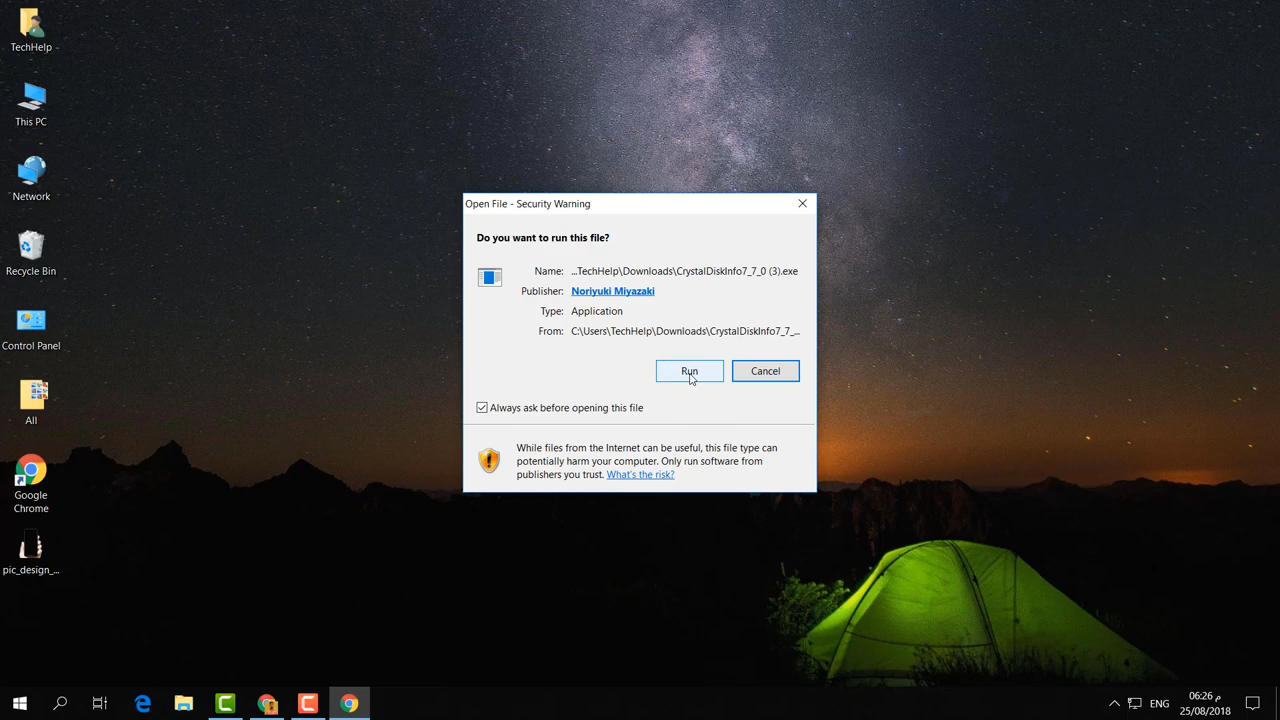 TechHelp -
This PC
Network
Recycle Bin
Control Panel
All
Google
Chrome
pic_design_...
Open File - Security Warning
Do you want to run this file?
Name: ...TechHelp\Downloads\CrystalDiskInfo7_7_0 (3).exe
Publisher: Noriyuki Miyazaki
Type: Application
From: C:\Users\TechHelp\Downloads\CrystalDiskInfo7_7_...
Run Cancel
Always ask before opening this file
While files from the Internet can be useful, this file type can
potentially harm your computer. Only run software from
publishers you trust. What's the risk?
ENG
06:26 م
25/08/2018